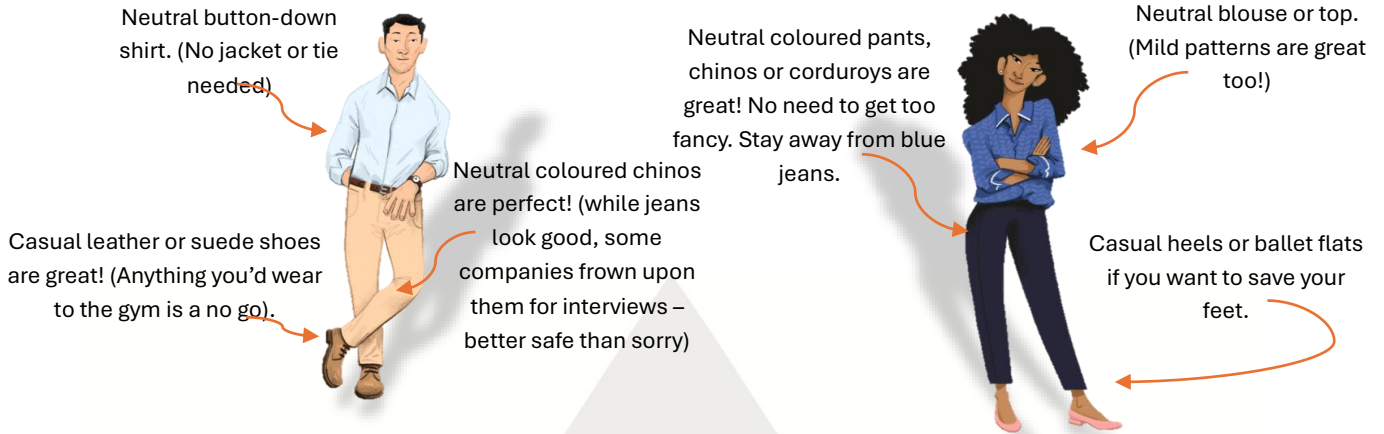 Neutral button-down
shirt. (No jacket or tie
needed)
Casual leather or suede shoes
are great! (Anything you’d wear
to the gym is a no go).
Neutral coloured chinos
are perfect! (while jeans
look good, some
companies frown upon
them for interviews –
better safe than sorry)
Neutral coloured pants,
chinos or corduroys are
great! No need to get too
fancy. Stay away from blue
jeans.
Neutral blouse or top.
(Mild patterns are great
too!)
Casual heels or ballet flats
if you want to save your
feet.